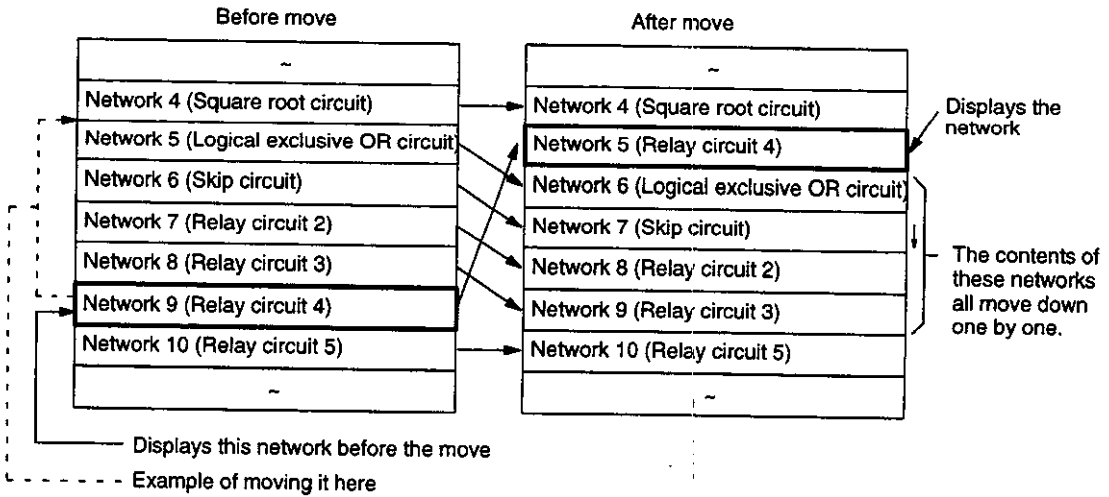 Before move
After move
~
~
Network 4 (Square root circuit)
Network 4 (Square root circuit)
Displays the
network
Network 5 (Logical exclusive OR circuit)
Network 5 (Relay circuit 4)
Network 6 (Skip circuit)
Network 6 (Logical exclusive OR circuit)
Network 7 (Relay circuit 2)
Network 7 (Skip circuit)
Network 8 (Relay circuit 3)
Network 8 (Relay circuit 2)
The contents of
these networks
all move down
one by one.
Network 9 (Relay circuit 4)
Network 9 (Relay circuit 3)
Network 10 (Relay circuit 5)
Network 10 (Relay circuit 5)
~
~
Displays this network before the move
Example of moving it here